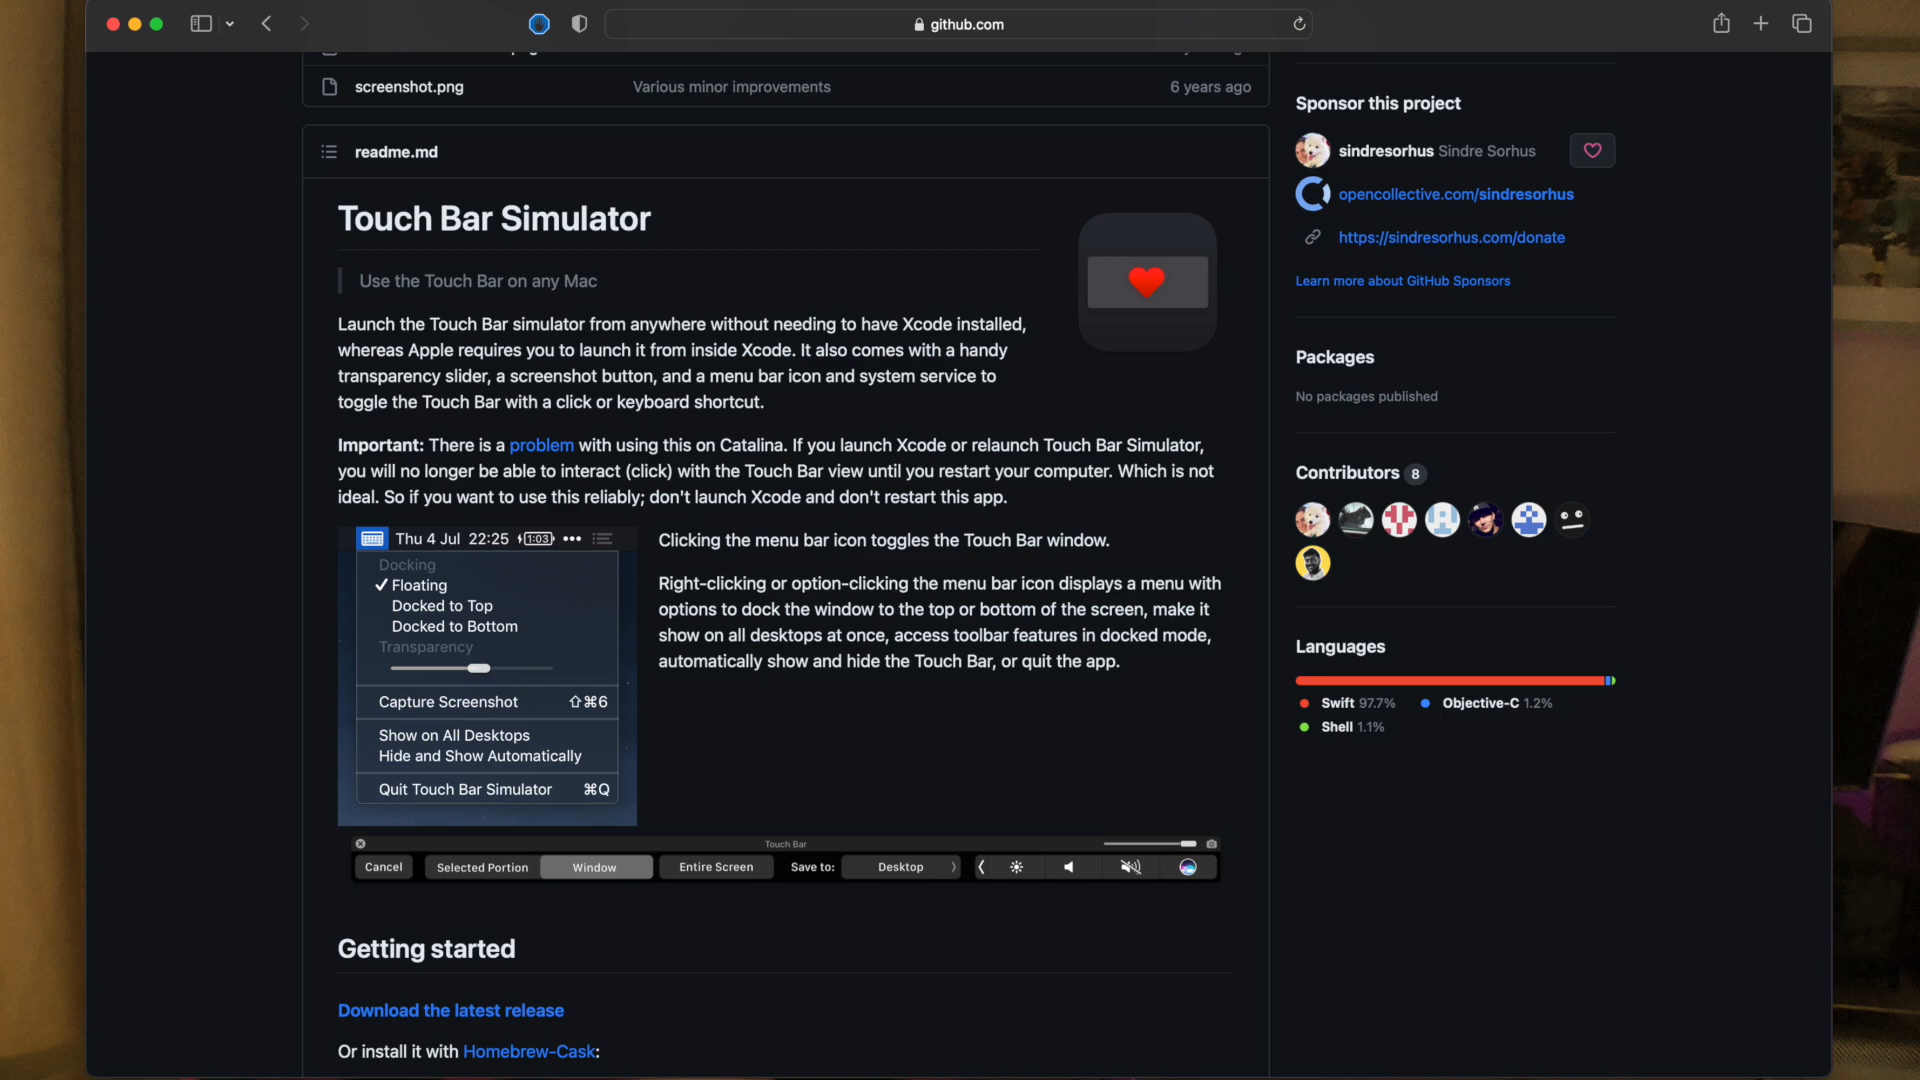 github.com
screenshot.png Various minor improvements 6 years ago
readme.md
Touch Bar Simulator
Use the Touch Bar on any Mac
Launch the Touch Bar simulator from anywhere without needing to have Xcode installed,
whereas Apple requires you to launch it from inside Xcode. It also comes with a handy
transparency slider, a screenshot button, and a menu bar icon and system service to
toggle the Touch Bar with a click or keyboard shortcut.
Important: There is a problem with using this on Catalina. If you launch Xcode or relaunch Touch Bar Simulator,
you will no longer be able to interact (click) with the Touch Bar view until you restart your computer. Which is not
ideal. So if you want to use this reliably; don't launch Xcode and don't restart this app.
Thu 4 Jul 22:25 1:03
Docking
✓ Floating
Docked to Top
Docked to Bottom
Transparency
Capture Screenshot ⇧⌘6
Show on All Desktops
Hide and Show Automatically
Quit Touch Bar Simulator ⌘Q
Clicking the menu bar icon toggles the Touch Bar window.
Right-clicking or option-clicking the menu bar icon displays a menu with
options to dock the window to the top or bottom of the screen, make it
show on all desktops at once, access toolbar features in docked mode,
automatically show and hide the Touch Bar, or quit the app.
Touch Bar
Cancel Selected Portion Window Entire Screen Save to: Desktop
Getting started
Download the latest release
Or install it with Homebrew-Cask:
Sponsor this project
sindresorhus Sindre Sorhus
opencollective.com/sindresorhus
https://sindresorhus.com/donate
Learn more about GitHub Sponsors
Packages
No packages published
Contributors 8
Languages
Swift 97.7% Objective-C 1.2%
Shell 1.1%